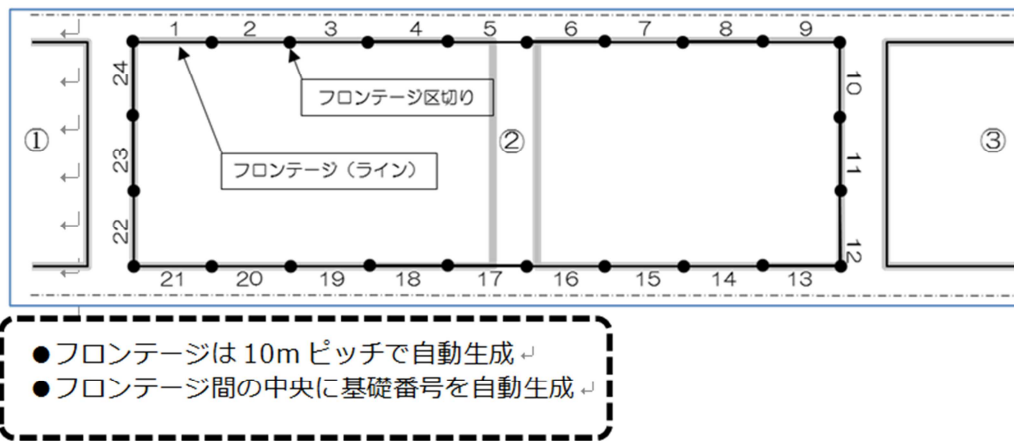 1 2 3 4 5 6 7 8 9
24 10
フロンテージ区切り
① 23 ② 11 ③
フロンテージ（ライン）
22 12
21 20 19 18 17 16 15 14 13
●フロンテージは10mピッチで自動生成↵
●フロンテージ間の中央に基礎番号を自動生成↵